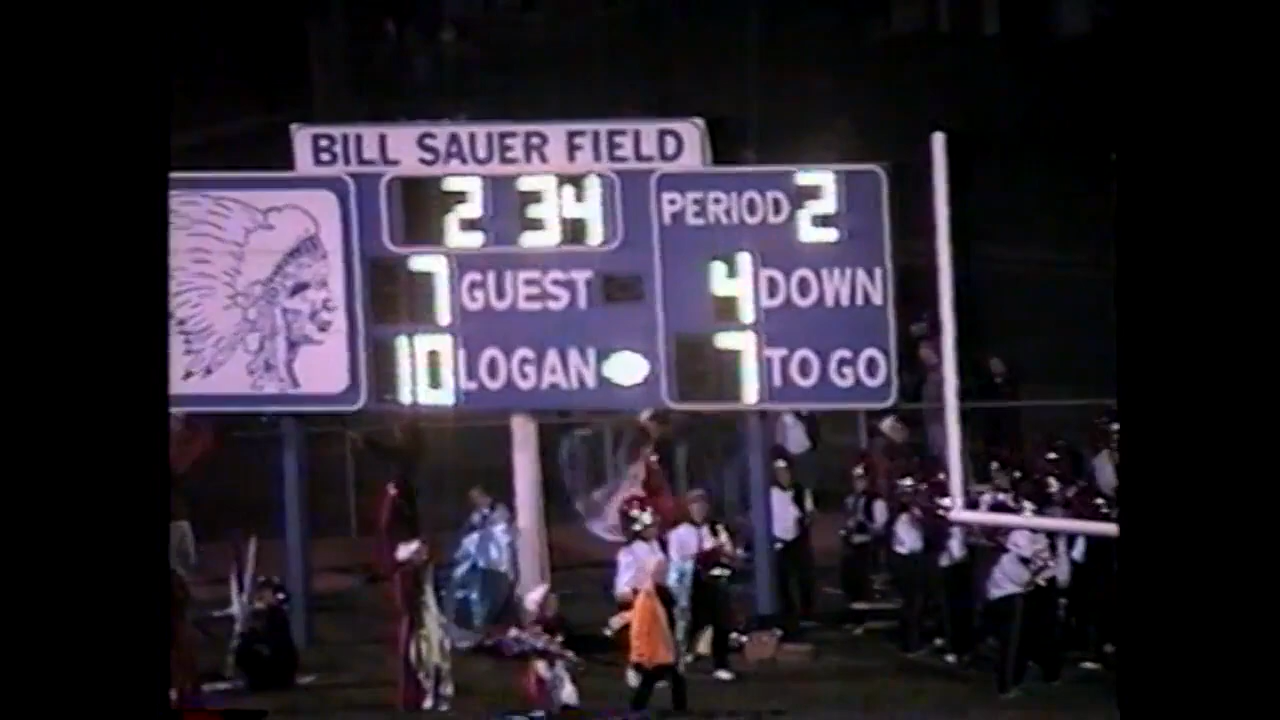 BILL SAUER FIELD
2 34
PERIOD 2
7 GUEST
4 DOWN
10 LOGAN
7 TO GO